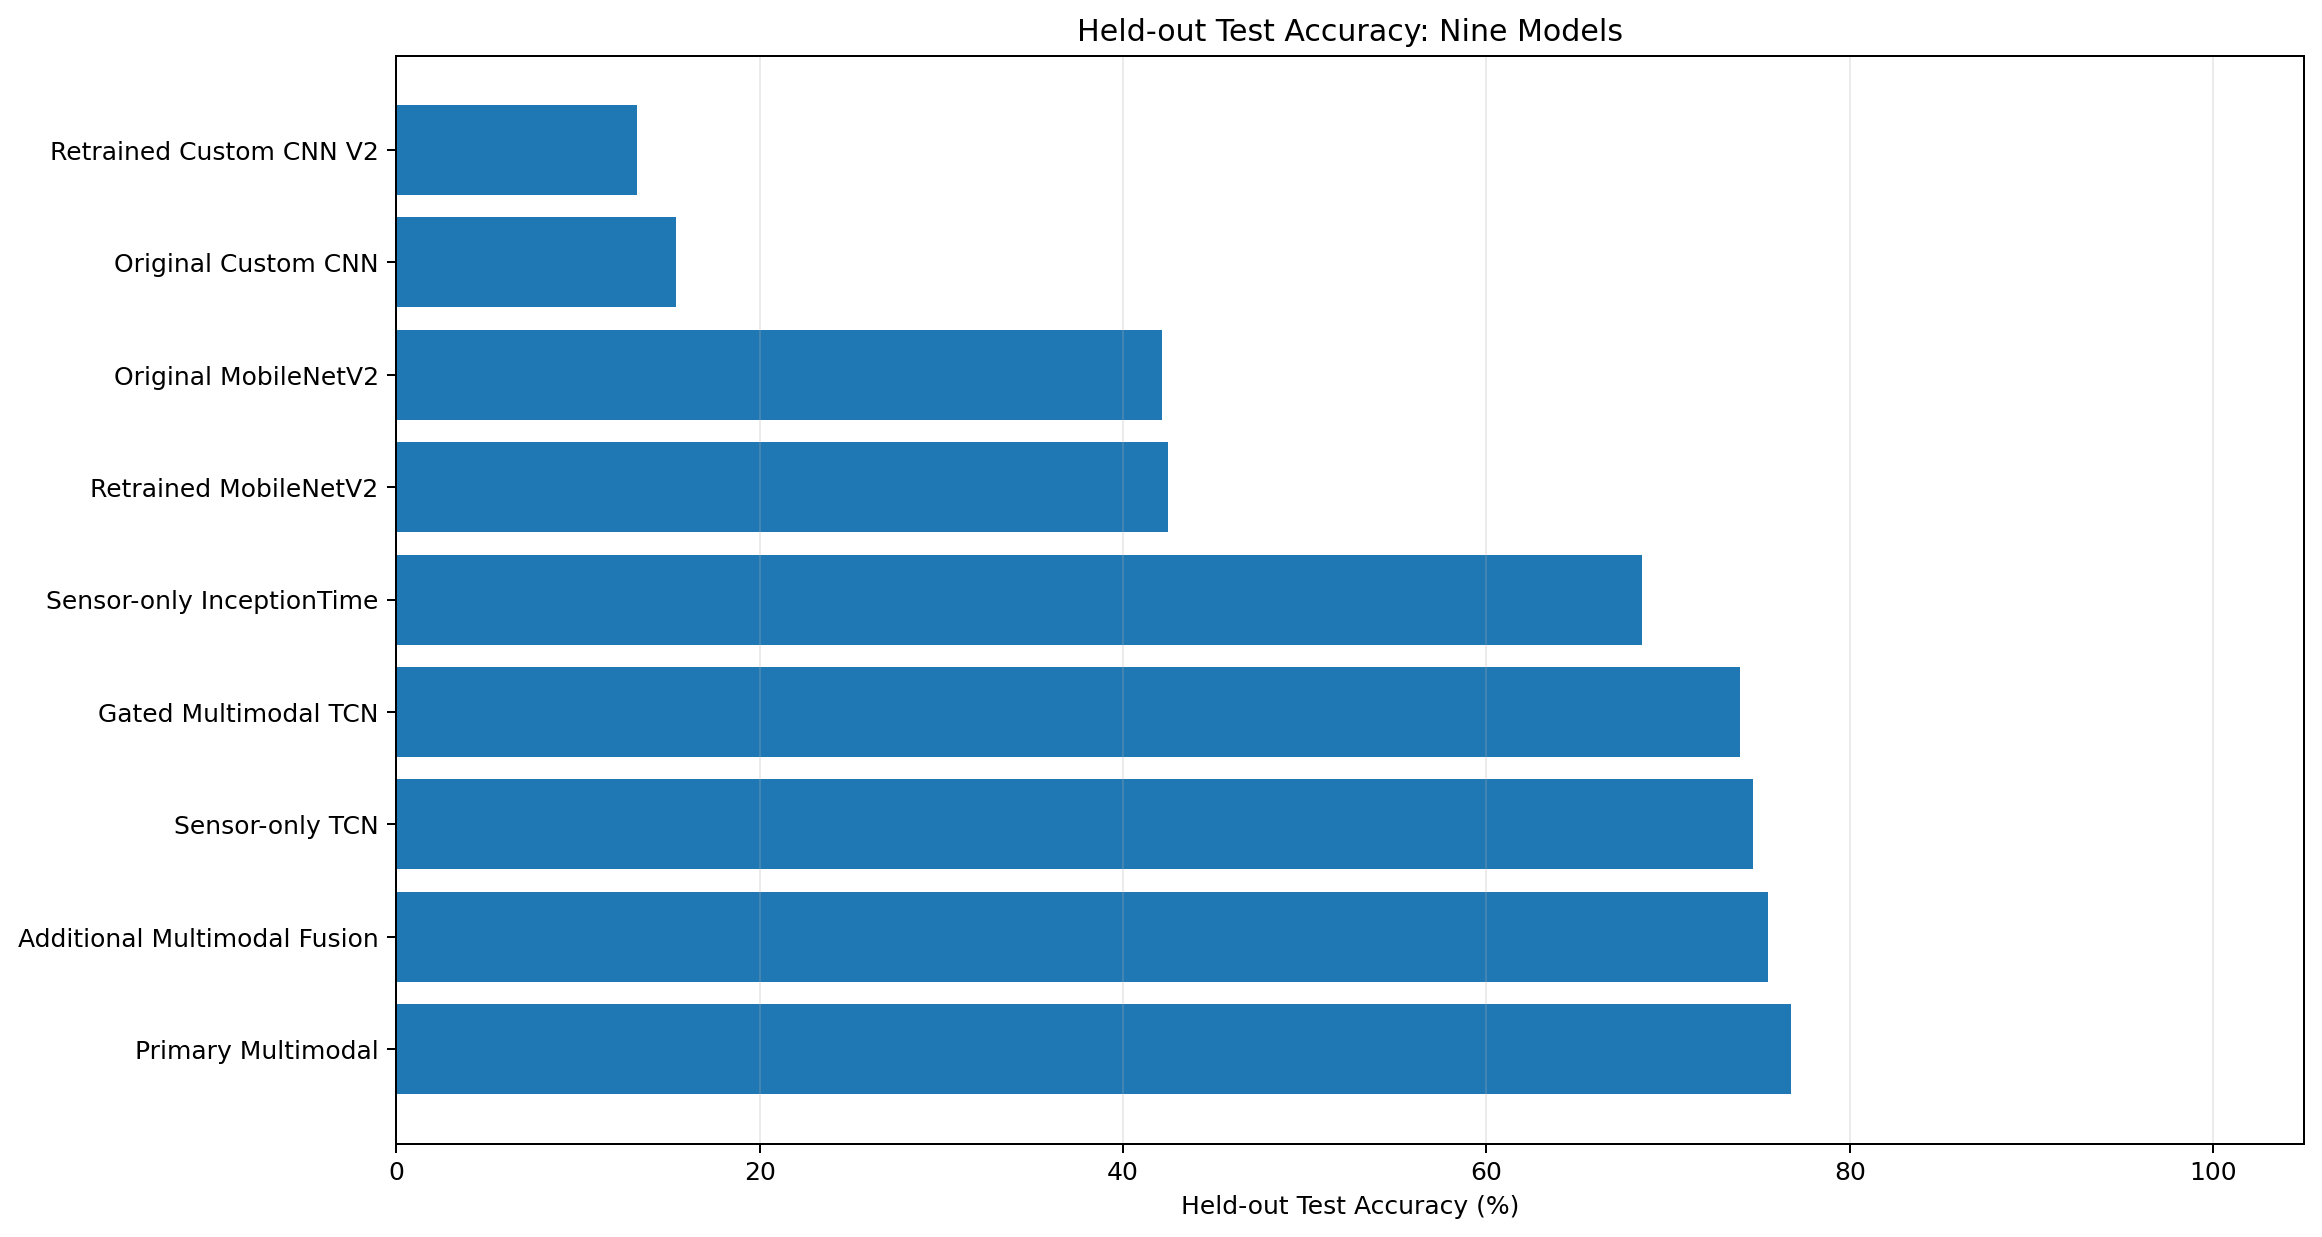 Held-out Test Accuracy: Nine Models
Retrained Custom CNN V2
Original Custom CNN
Original MobileNetV2
Retrained MobileNetV2
Sensor-only InceptionTime
Gated Multimodal TCN
Sensor-only TCN
Additional Multimodal Fusion
Primary Multimodal
0 20 40 60 80 100
Held-out Test Accuracy (%)